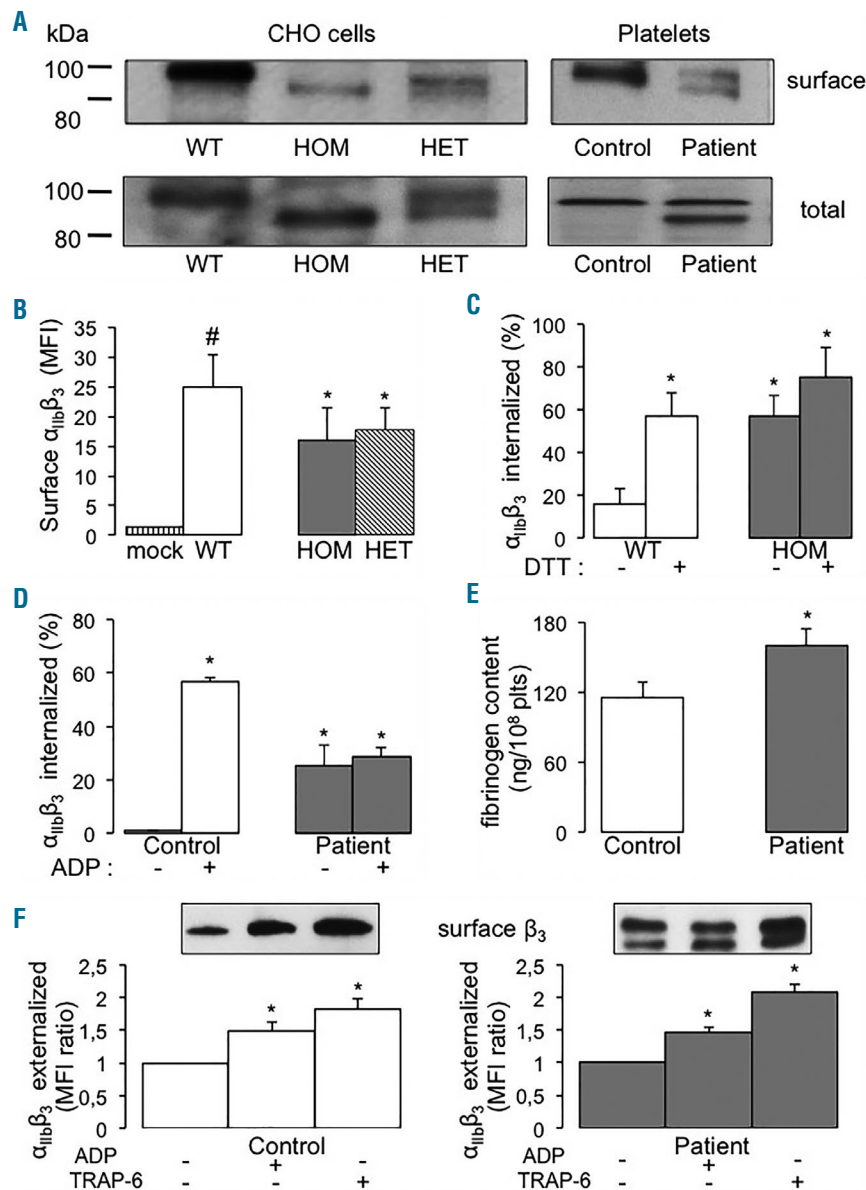 A
kDa
CHO cells
Platelets
100
80
surface
WT HOM HET Control Patient
100
80
total
WT HOM HET Control Patient
B
Surface αIIbβ3 (MFI)
35
30
25
20
15
10
5
0
#
*
*
mock WT HOM HET
C
αIIbβ3 internalized (%)
100
80
60
40
20
0
*
*
*
WT HOM
DTT : - + - +
D
αIIbβ3 internalized (%)
80
60
40
20
0
*
*
*
Control Patient
ADP : - + - +
E
fibrinogen content
(ng/10⁸ plts)
180
120
60
0
*
Control Patient
F
surface β3
αIIbβ3 externalized
(MFI ratio)
2,5
2
1,5
1
0,5
0
*
*
Control
ADP - + -
TRAP-6 - - +
αIIbβ3 externalized
(MFI ratio)
2,5
2
1,5
1
0,5
0
*
*
Patient
- + -
- - +